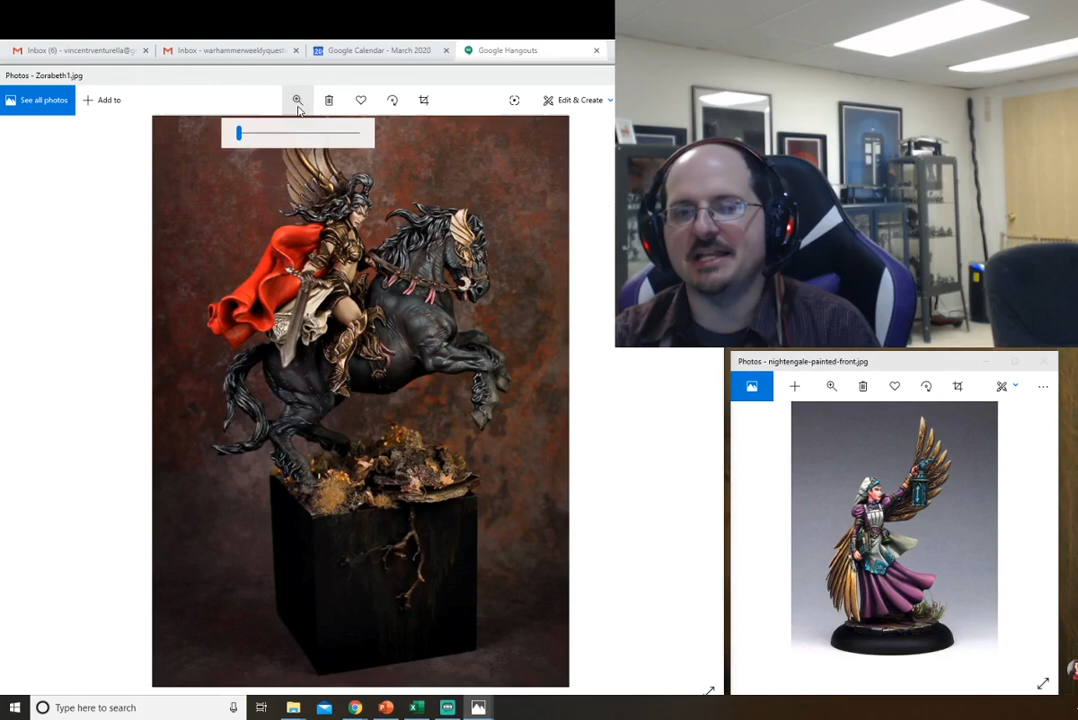 Inbox (6) - vincentrventurella@g
Inbox - warhammerweeklyquest
Google Calendar - March 2020
Google Hangouts
Photos - Zorabeth1.jpg
See all photos
Add to
Edit & Create
Photos - nightengale-painted-front.jpg
Type here to search